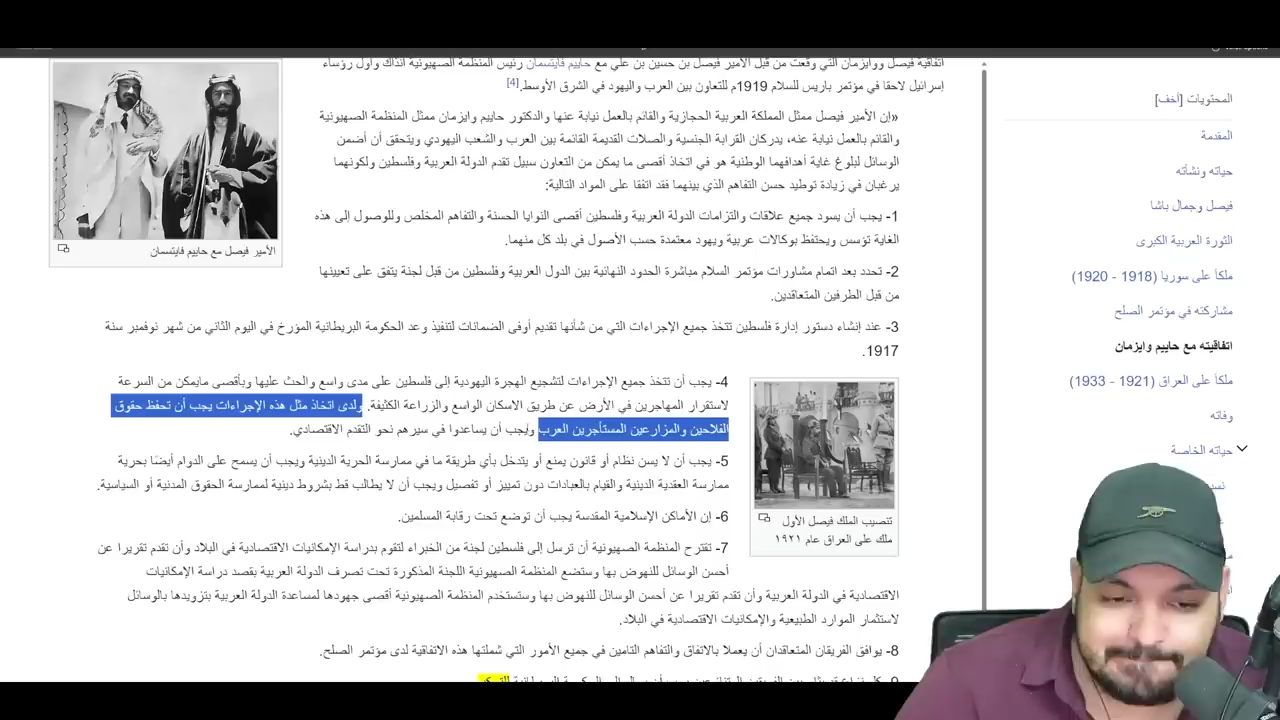 اتفاقية فيصل ووايزمان التي وقعت من قبل الأمير فيصل بن حسين بن علي مع حاييم فايتسمان رئيس المنظمة الصهيونية آنذاك وأول رؤساء
إسرائيل لاحقا في مؤتمر باريس للسلام 1919م للتعاون بين العرب واليهود في الشرق الأوسط.[4]
«إن الأمير فيصل ممثل المملكة العربية الحجازية والقائم بالعمل نيابة عنها والدكتور حاييم وايزمان ممثل المنظمة الصهيونية
والقائم بالعمل نيابة عنه، يدركان القرابة الجنسية والصلات القديمة القائمة بين العرب والشعب اليهودي ويتحقق أن أضمن
الوسائل لبلوغ غاية أهدافهما الوطنية هو في اتخاذ أقصى ما يمكن من التعاون سبيل تقدم الدولة العربية وفلسطين ولكونهما
يرغبان في زيادة توطيد حسن التفاهم الذي بينهما فقد اتفقا على المواد التالية:
1- يجب أن يسود جميع علاقات والتزامات الدولة العربية وفلسطين أقصى النوايا الحسنة والتفاهم المخلص وللوصول إلى هذه
الغاية تؤسس ويحتفظ بوكالات عربية ويهود معتمدة حسب الأصول في بلد كل منهما.
الأمير فيصل مع حاييم فايتسمان
2- تحدد بعد اتمام مشاورات مؤتمر السلام مباشرة الحدود النهائية بين الدول العربية وفلسطين من قبل لجنة يتفق على تعيينها
من قبل الطرفين المتعاقدين.
3- عند إنشاء دستور إدارة فلسطين تتخذ جميع الإجراءات التي من شأنها تقديم أوفى الضمانات لتنفيذ وعد الحكومة البريطانية المؤرخ في اليوم الثاني من شهر نوفمبر سنة
1917.
4- يجب أن تتخذ جميع الإجراءات لتشجيع الهجرة اليهودية إلى فلسطين على مدى واسع والحث عليها وبأقصى مايمكن من السرعة
لاستقرار المهاجرين في الأرض عن طريق الاسكان الواسع والزراعة الكثيفة. ولدى اتخاذ مثل هذه الإجراءات يجب أن تحفظ حقوق
الفلاحين والمزارعين المستأجرين العرب ويجب أن يساعدوا في سيرهم نحو التقدم الاقتصادي.
5- يجب أن لا يسن نظام أو قانون يمنع أو يتدخل بأي طريقة ما في ممارسة الحرية الدينية ويجب أن يسمح على الدوام أيضًا بحرية
ممارسة العقدية الدينية والقيام بالعبادات دون تمييز أو تفصيل ويجب أن لا يطالب قط بشروط دينية لممارسة الحقوق المدنية أو السياسية.
6- إن الأماكن الإسلامية المقدسة يجب أن توضع تحت رقابة المسلمين.
تنصيب الملك فيصل الأول
ملك على العراق عام ١٩٢١
7- تقترح المنظمة الصهيونية أن ترسل إلى فلسطين لجنة من الخبراء لتقوم بدراسة الإمكانيات الاقتصادية في البلاد وأن تقدم تقريرا عن
أحسن الوسائل للنهوض بها وستضع المنظمة الصهيونية اللجنة المذكورة تحت تصرف الدولة العربية بقصد دراسة الإمكانيات
الاقتصادية في الدولة العربية وأن تقدم تقريرا عن أحسن الوسائل للنهوض بها وستستخدم المنظمة الصهيونية أقصى جهودها لمساعدة الدولة العربية بتزويدها بالوسائل
لاستثمار الموارد الطبيعية والإمكانيات الاقتصادية في البلاد.
8- يوافق الفريقان المتعاقدان أن يعملا بالاتفاق والتفاهم التامين في جميع الأمور التي شملتها هذه الاتفاقية لدى مؤتمر الصلح.
المحتويات [أخف]
المقدمة
حياته ونشأته
فيصل وجمال باشا
الثورة العربية الكبرى
ملكاً على سوريا (1918 - 1920)
مشاركته في مؤتمر الصلح
اتفاقيته مع حاييم وايزمان
ملكاً على العراق (1921 - 1933)
وفاته
حياته الخاصة